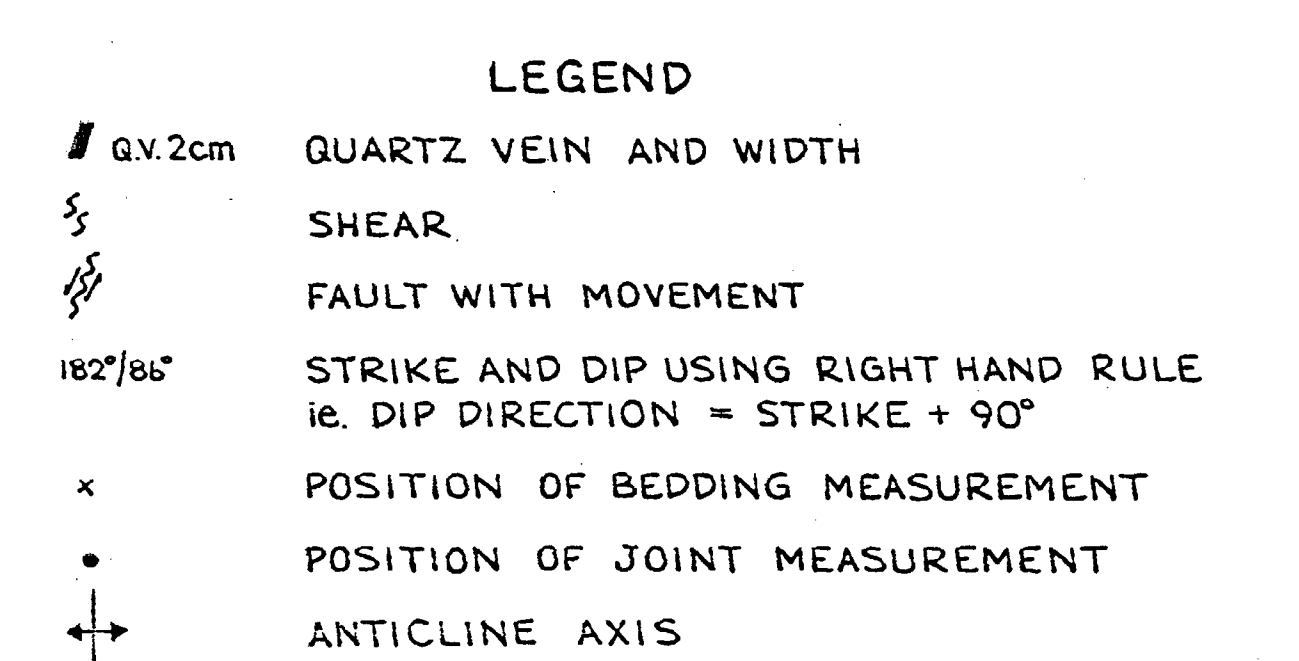 LEGEND
Q.V. 2cm QUARTZ VEIN AND WIDTH
SHEAR
FAULT WITH MOVEMENT
182°/86° STRIKE AND DIP USING RIGHT HAND RULE
ie. DIP DIRECTION = STRIKE + 90°
x POSITION OF BEDDING MEASUREMENT
POSITION OF JOINT MEASUREMENT
ANTICLINE AXIS